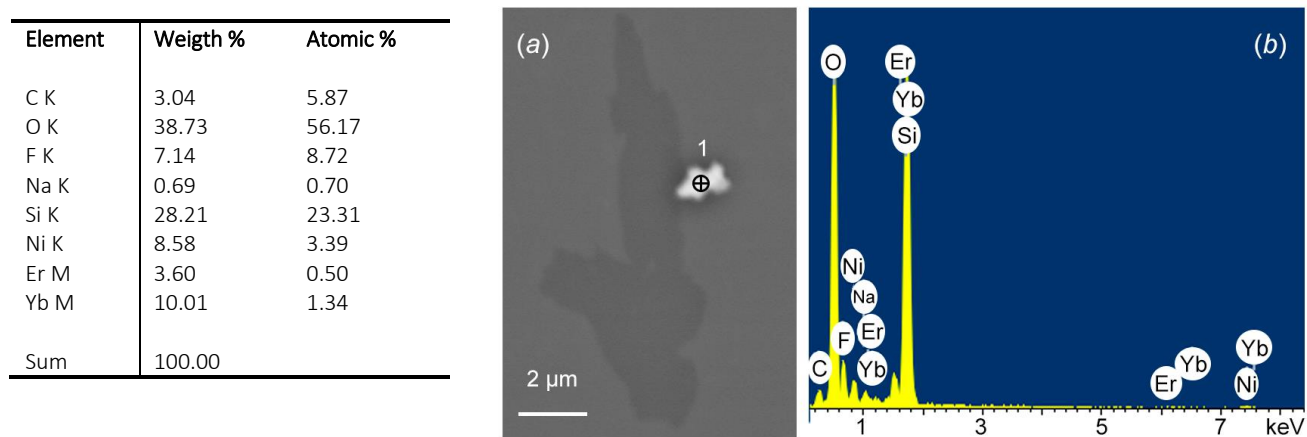 Element Weigth % Atomic %
C K 3.04 5.87
O K 38.73 56.17
F K 7.14 8.72
Na K 0.69 0.70
Si K 28.21 23.31
Ni K 8.58 3.39
Er M 3.60 0.50
Yb M 10.01 1.34
Sum 100.00
(a)
1
2 µm
(b)
O
Er
Yb
Si
Ni
Na
F
Er
C
Yb
Yb
Yb
Er
Ni
1 3 5 7 keV